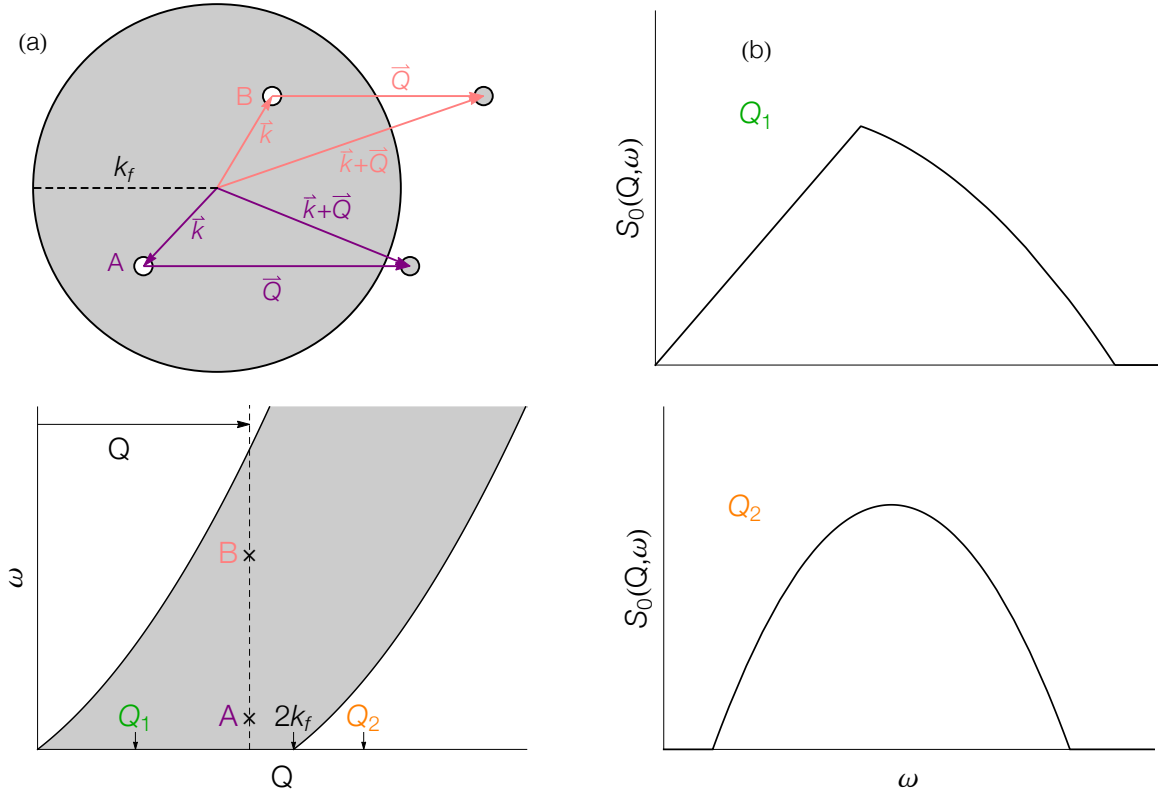 (a)
B
Q⃗
k⃗
k⃗+Q⃗
k_f
k⃗
k⃗+Q⃗
A
Q⃗
(b)
Q₁
S₀(Q,ω)
Q
B
A
Q₁
2k_f
Q₂
ω
Q
Q₂
S₀(Q,ω)
ω